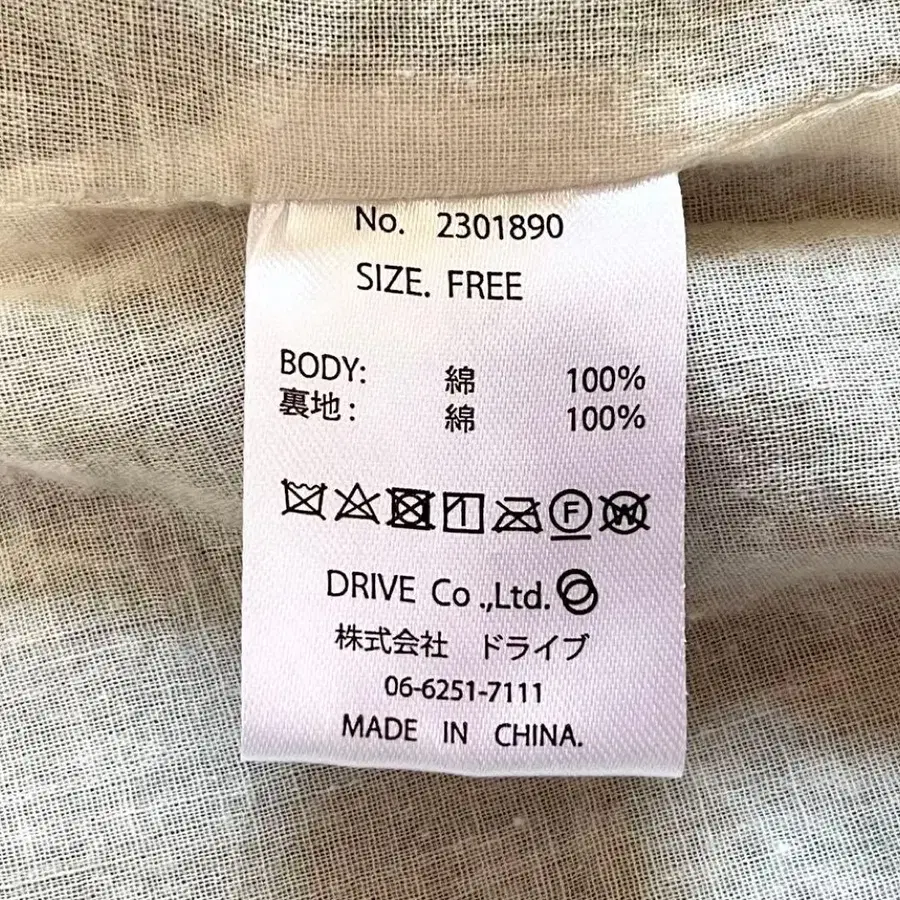 No. 2301890
SIZE. FREE
BODY: 綿 100%
裏地: 綿 100%
F W
DRIVE Co.,Ltd.
株式会社 ドライブ
06-6251-7111
MADE IN CHINA.